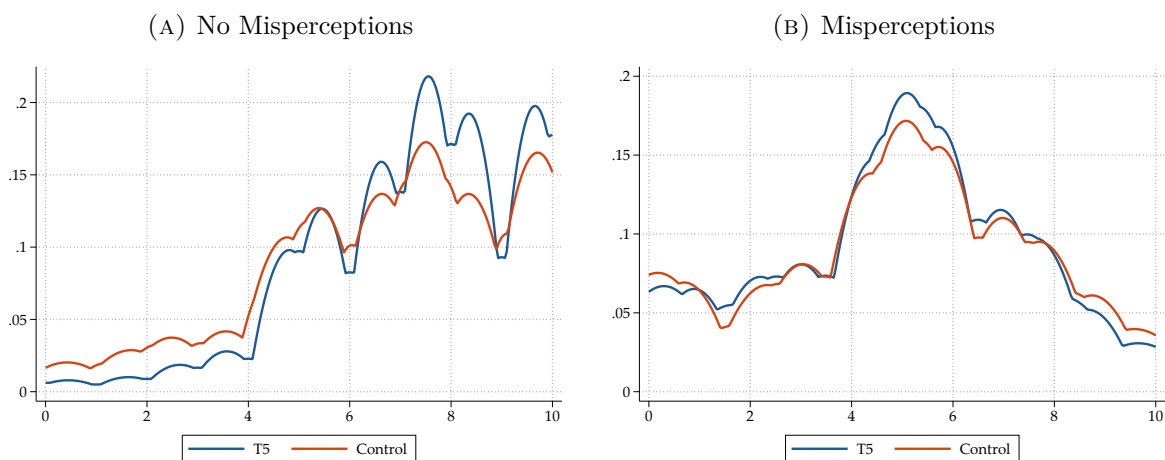 (A) No Misperceptions
.2
.15
.1
.05
0
0 2 4 6 8 10
T5 Control
(B) Misperceptions
.2
.15
.1
.05
0
0 2 4 6 8 10
T5 Control